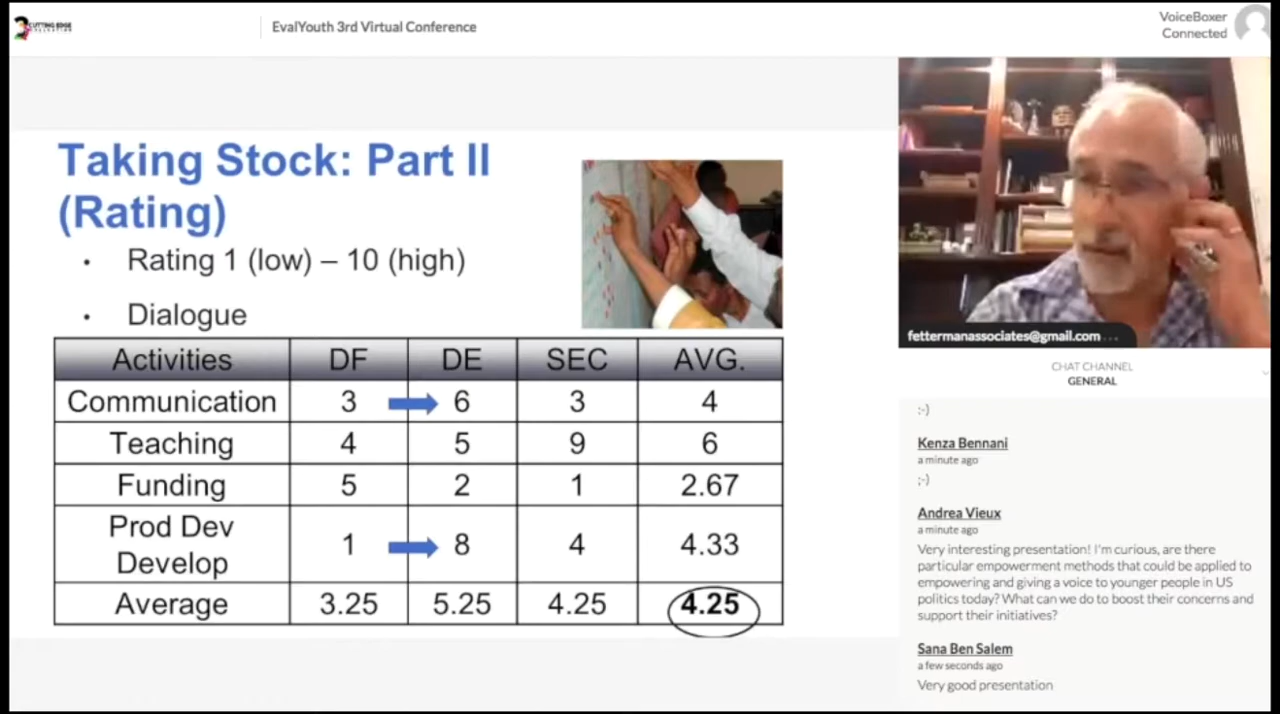 CUTTING EDGE
EvalYouth 3rd Virtual Conference
VoiceBoxer
Connected
Taking Stock: Part II
(Rating)
• Rating 1 (low) – 10 (high)
• Dialogue
Activities DF DE SEC AVG.
Communication 3 6 3 4
Teaching 4 5 9 6
Funding 5 2 1 2.67
Prod Dev
Develop 1 8 4 4.33
Average 3.25 5.25 4.25 4.25
fettermanassociates@gmail.com ...
CHAT CHANNEL
GENERAL
:-)
Kenza Bennani
a minute ago
;-)
Andrea Vieux
a minute ago
Very interesting presentation! I'm curious, are there
particular empowerment methods that could be applied to
empowering and giving a voice to younger people in US
politics today? What can we do to boost their concerns and
support their initiatives?
Sana Ben Salem
a few seconds ago
Very good presentation